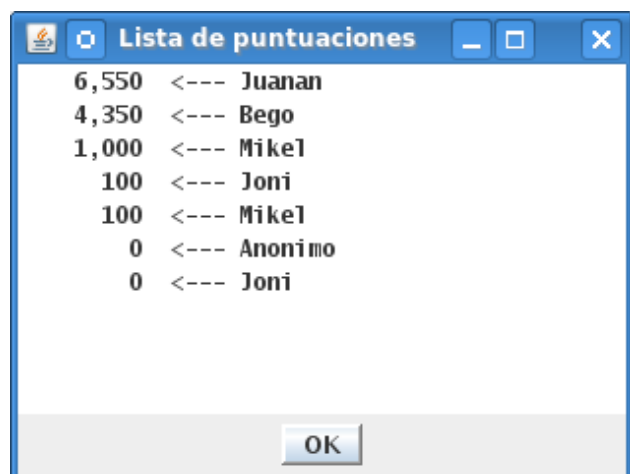 Lista de puntuaciones
6,550 <--- Juanan
4,350 <--- Bego
1,000 <--- Mikel
100 <--- Joni
100 <--- Mikel
0 <--- Anonimo
0 <--- Joni
OK